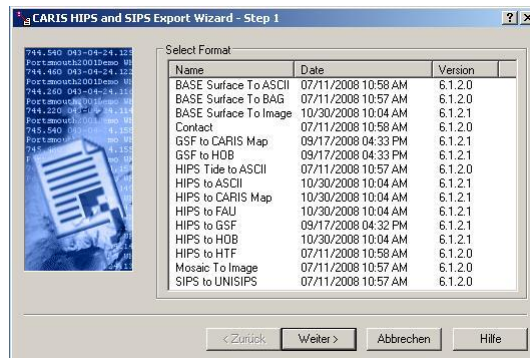 CARIS HIPS and SIPS Export Wizard - Step 1
Select Format
Name Date Version
BASE Surface To ASCII 07/11/2008 10:58 AM 6.1.2.0
BASE Surface To BAG 07/11/2008 10:57 AM 6.1.2.0
BASE Surface To Image 10/30/2008 10:04 AM 6.1.2.1
Contact 07/11/2008 10:58 AM 6.1.2.0
GSF to CARIS Map 09/17/2008 04:33 PM 6.1.2.1
GSF to HOB 09/17/2008 04:33 PM 6.1.2.1
HIPS Tide to ASCII 07/11/2008 10:57 AM 6.1.2.0
HIPS to ASCII 10/30/2008 10:04 AM 6.1.2.1
HIPS to CARIS Map 10/30/2008 10:04 AM 6.1.2.1
HIPS to FAU 10/30/2008 10:04 AM 6.1.2.1
HIPS to GSF 09/17/2008 04:32 PM 6.1.2.1
HIPS to HOB 10/30/2008 10:04 AM 6.1.2.1
HIPS to HTF 07/11/2008 10:58 AM 6.1.2.0
Mosaic To Image 07/11/2008 10:57 AM 6.1.2.0
SIPS to UNISIPS 07/11/2008 10:57 AM 6.1.2.0
744.540 043-04-24.125
Portsmouth2001Demo
744.460 043-04-24.122
Portsmouth2001Demo
744.260
744.220
745.540
< Zurück Weiter > Abbrechen Hilfe